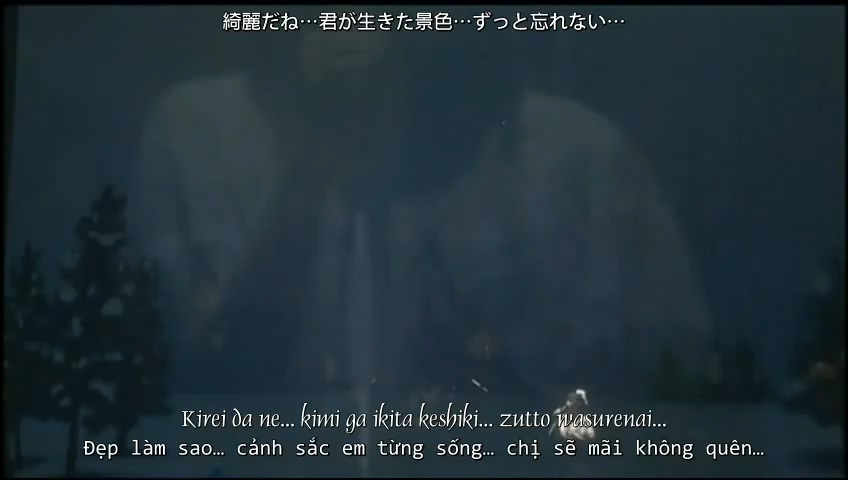 綺麗だね…君が生きた景色…ずっと忘れない…
Kirei da ne... kimi ga ikita keshiki... zutto wasurenai...
Đẹp làm sao… cảnh sắc em từng sống… chị sẽ mãi không quên…